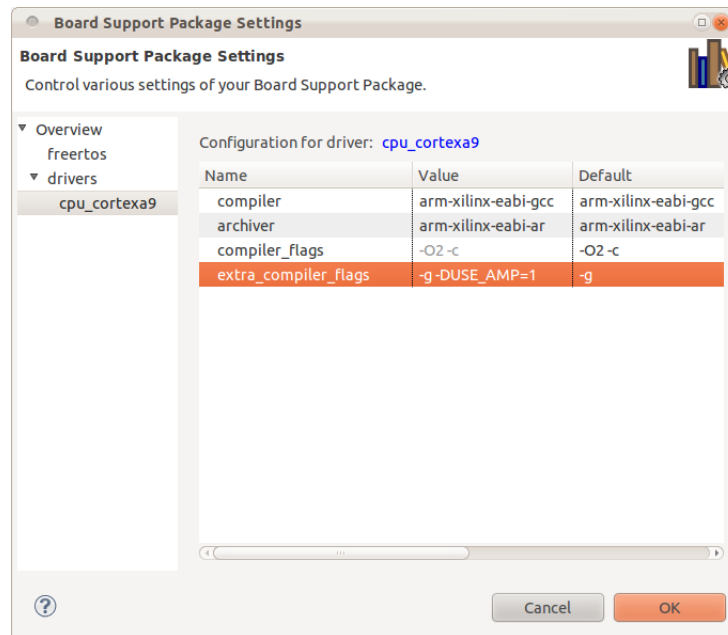 Board Support Package Settings
Board Support Package Settings
Control various settings of your Board Support Package.
Overview
freertos
drivers
cpu_cortexa9
Configuration for driver: cpu_cortexa9
Name Value Default
compiler arm-xilinx-eabi-gcc arm-xilinx-eabi-gcc
archiver arm-xilinx-eabi-ar arm-xilinx-eabi-ar
compiler_flags -O2 -c -O2 -c
extra_compiler_flags -g -DUSE_AMP=1 -g
? Cancel OK